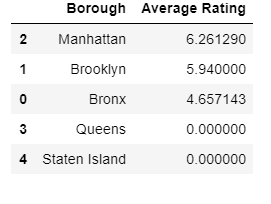 Borough Average Rating
2 Manhattan 6.261290
1 Brooklyn 5.940000
0 Bronx 4.657143
3 Queens 0.000000
4 Staten Island 0.000000